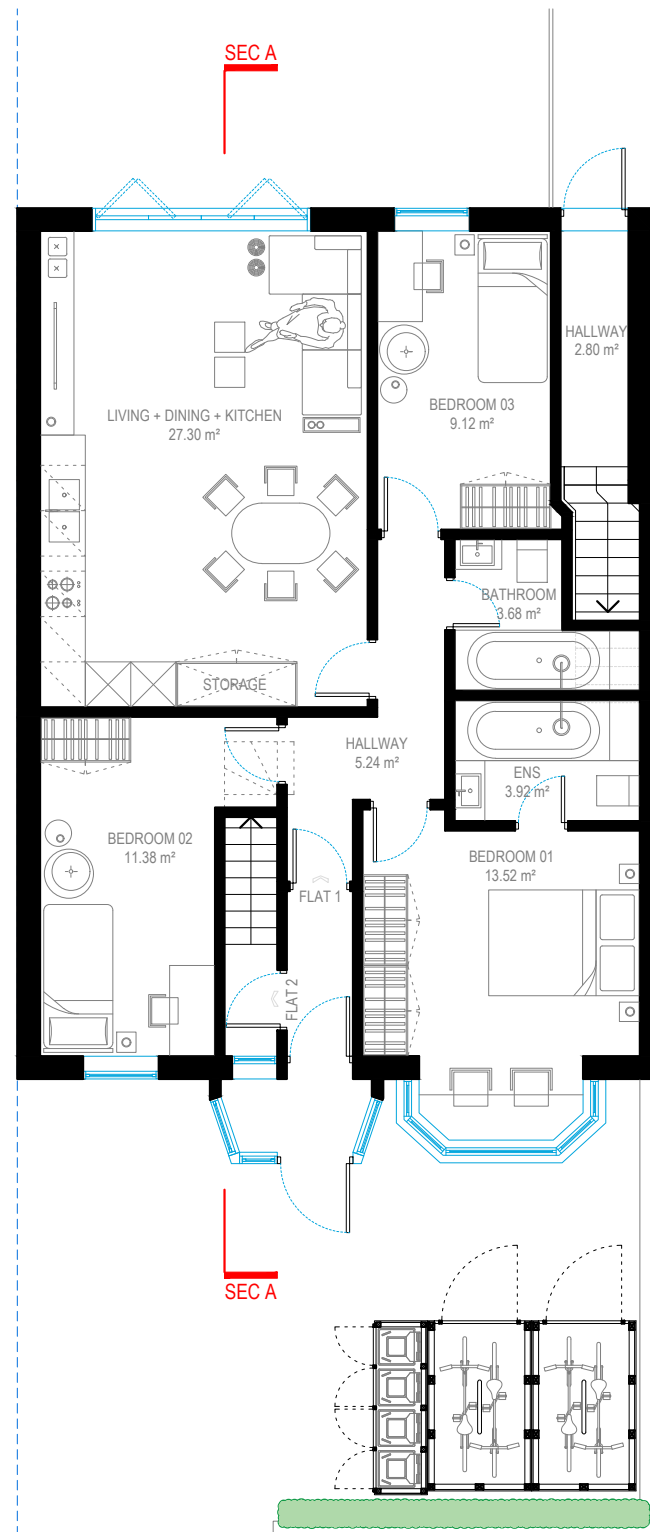 SEC A
HALLWAY
2.80 m²
LIVING + DINING + KITCHEN
27.30 m²
BEDROOM 03
9.12 m²
BATHROOM
3.68 m²
STORAGE
HALLWAY
5.24 m²
ENS
3.92 m²
BEDROOM 02
11.38 m²
BEDROOM 01
13.52 m²
FLAT 1
FLAT 2
SEC A